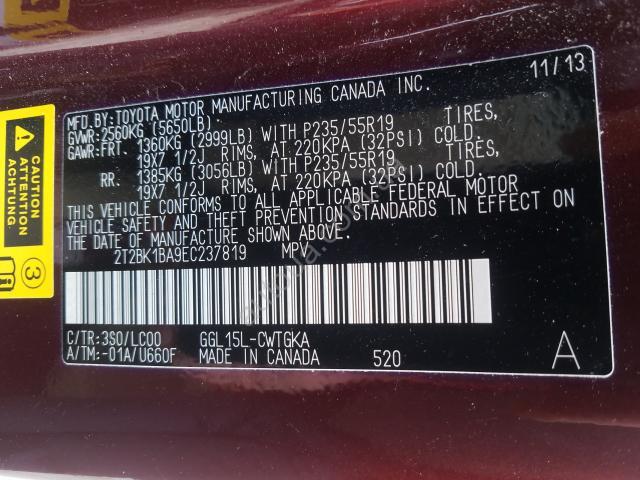 11/13
MFD.BY:TOYOTA MOTOR MANUFACTURING CANADA INC.
GVWR:2560KG (5650LB)
GAWR:FRT. 1360KG (2999LB) WITH P235/55R19 TIRES,
19X7 1/2J RIMS, AT 220KPA (32PSI) COLD.
RR. 1385KG (3056LB) WITH P235/55R19 TIRES,
19X7 1/2J RIMS, AT 220KPA (32PSI) COLD.
THIS VEHICLE CONFORMS TO ALL APPLICABLE FEDERAL MOTOR
VEHICLE SAFETY AND THEFT PREVENTION STANDARDS IN EFFECT ON
THE DATE OF MANUFACTURE SHOWN ABOVE.
2T2BK1BA9EC237819 MPV
C/TR:3S0/LC00 GGL15L-CWTGKA
A/TM:-01A/U660F MADE IN CANADA 520 A
3